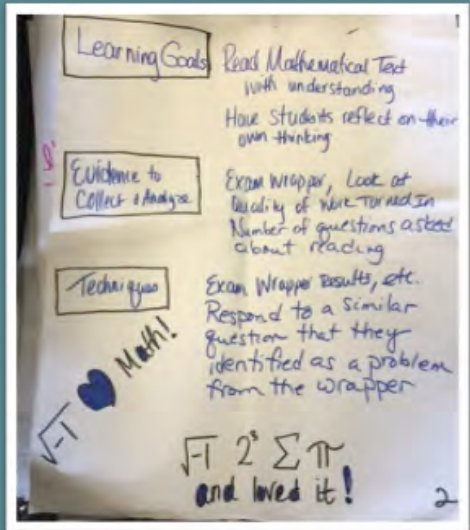 Learning Goals
Read Mathematical Text
with understanding
Have students reflect on their
own thinking
Evidence to
Collect & Analyze
Exam Wrapper, Look at
Quality of Work Turned In
Number of questions asked
about reading
Techniques
Exam Wrapper results, etc.
Respond to a similar
question that they
identified as a problem
from the wrapper
√-1 ♥ Math!
√-1 2³ Σ π
and loved it!
2